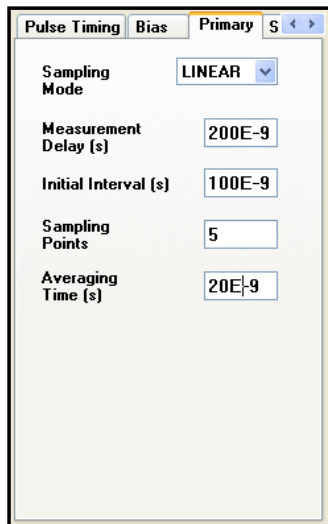 Pulse Timing Bias Primary S
Sampling Mode LINEAR
Measurement Delay (s) 200E-9
Initial Interval (s) 100E-9
Sampling Points 5
Averaging Time (s) 20E-9